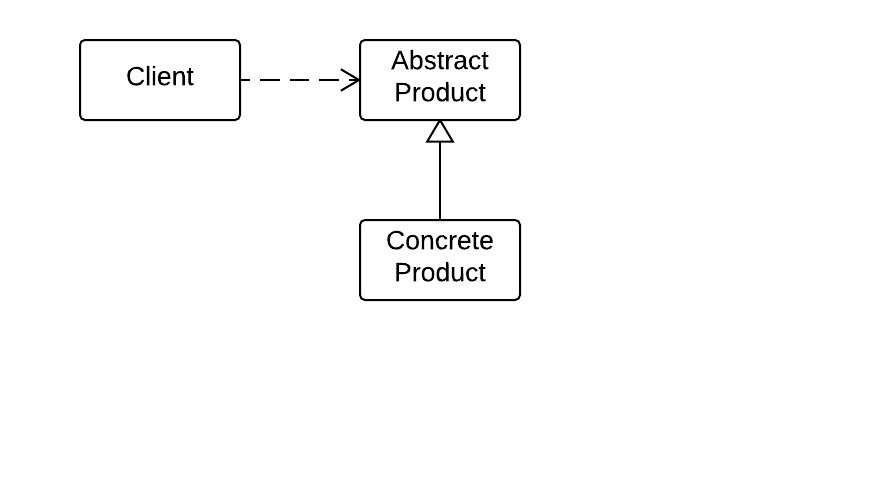 Client
Abstract
Product
Concrete
Product